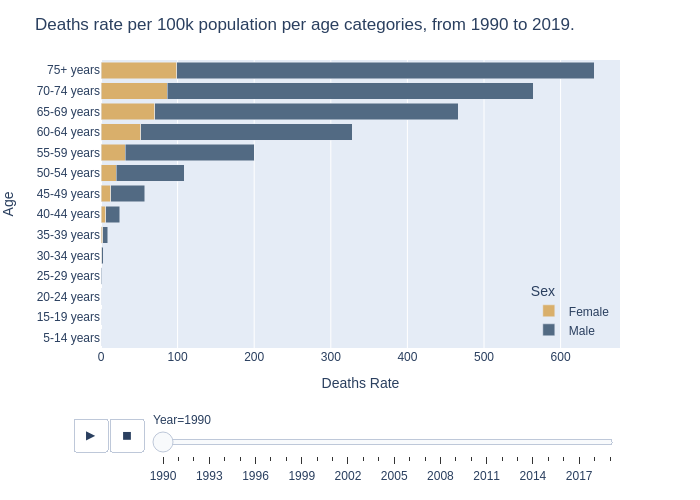 Deaths rate per 100k population per age categories, from 1990 to 2019.
75+ years
70-74 years
65-69 years
60-64 years
55-59 years
50-54 years
45-49 years
40-44 years
35-39 years
30-34 years
25-29 years
20-24 years
15-19 years
5-14 years
Age
Sex
Female
Male
0 100 200 300 400 500 600
Deaths Rate
Year=1990
1990 1993 1996 1999 2002 2005 2008 2011 2014 2017